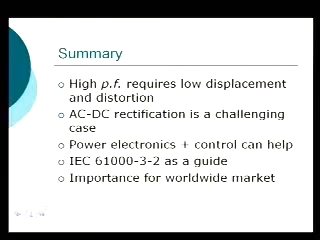 Summary
○ High p.f. requires low displacement
and distortion
○ AC-DC rectification is a challenging
case
○ Power electronics + control can help
○ IEC 61000-3-2 as a guide
○ Importance for worldwide market